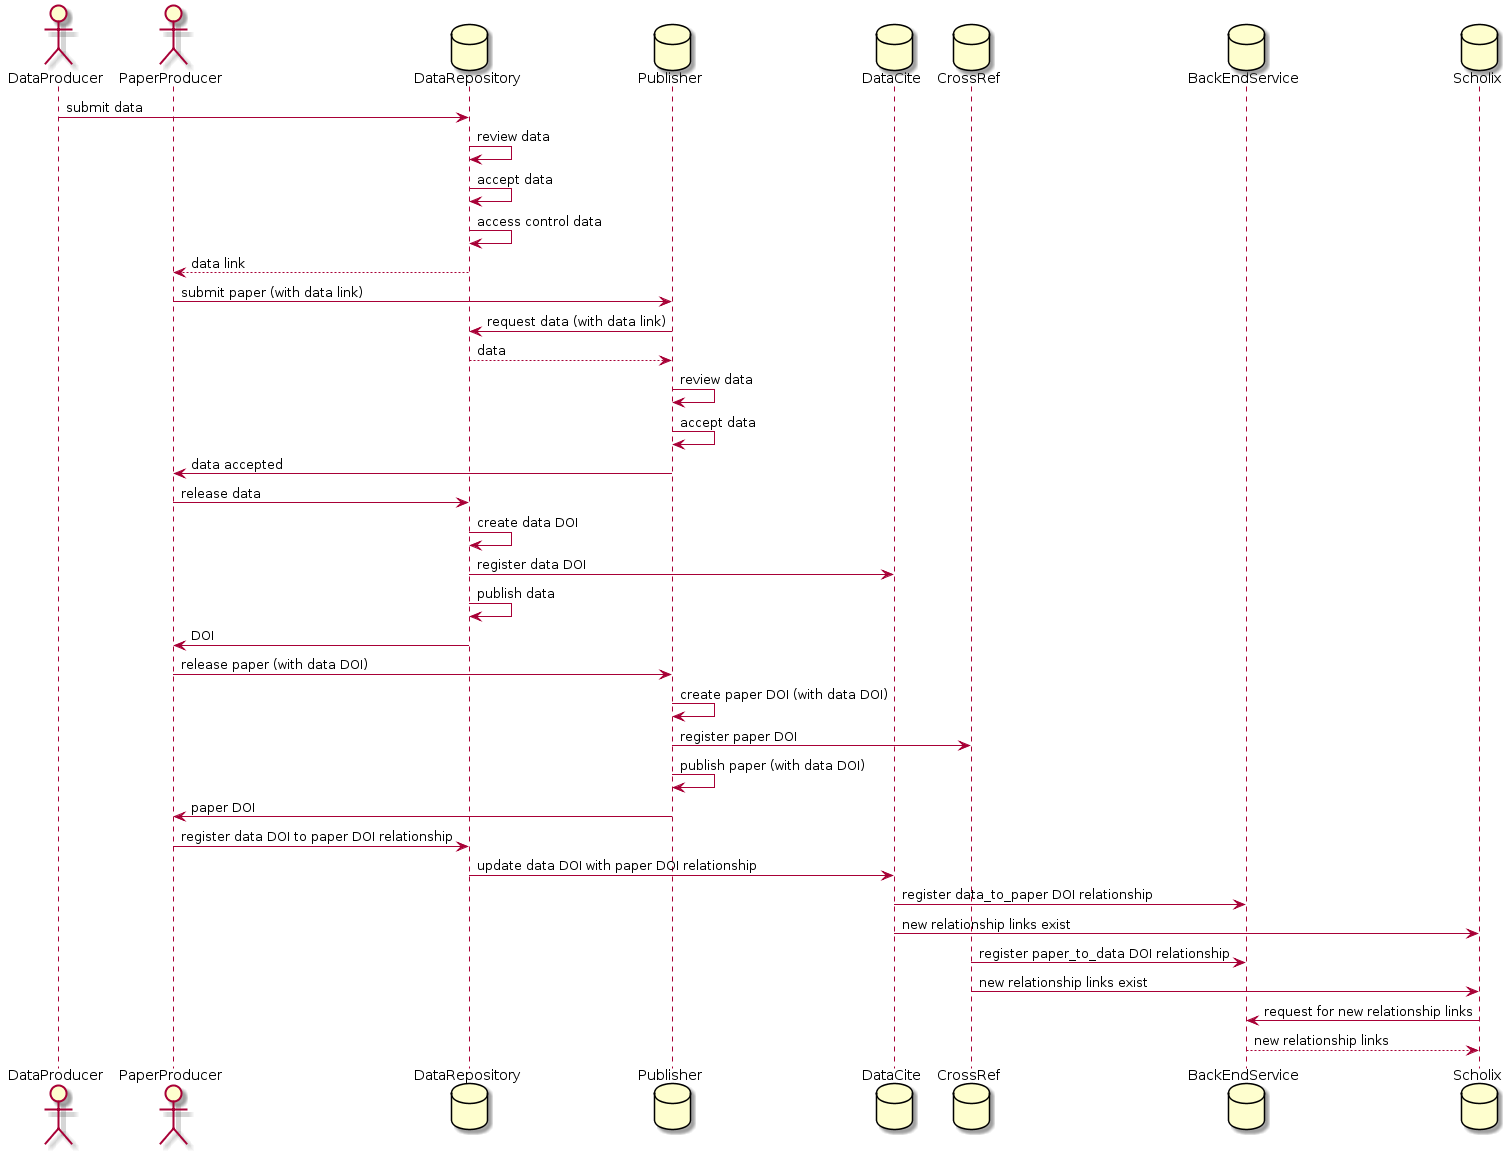 DataProducer PaperProducer DataRepository Publisher DataCite CrossRef BackEndService Scholix
submit data
review data
accept data
access control data
data link
submit paper (with data link)
request data (with data link)
data
review data
accept data
data accepted
release data
create data DOI
register data DOI
publish data
DOI
release paper (with data DOI)
create paper DOI (with data DOI)
register paper DOI
publish paper (with data DOI)
paper DOI
register data DOI to paper DOI relationship
update data DOI with paper DOI relationship
register data_to_paper DOI relationship
new relationship links exist
register paper_to_data DOI relationship
new relationship links exist
request for new relationship links
new relationship links
DataProducer PaperProducer DataRepository Publisher DataCite CrossRef BackEndService Scholix